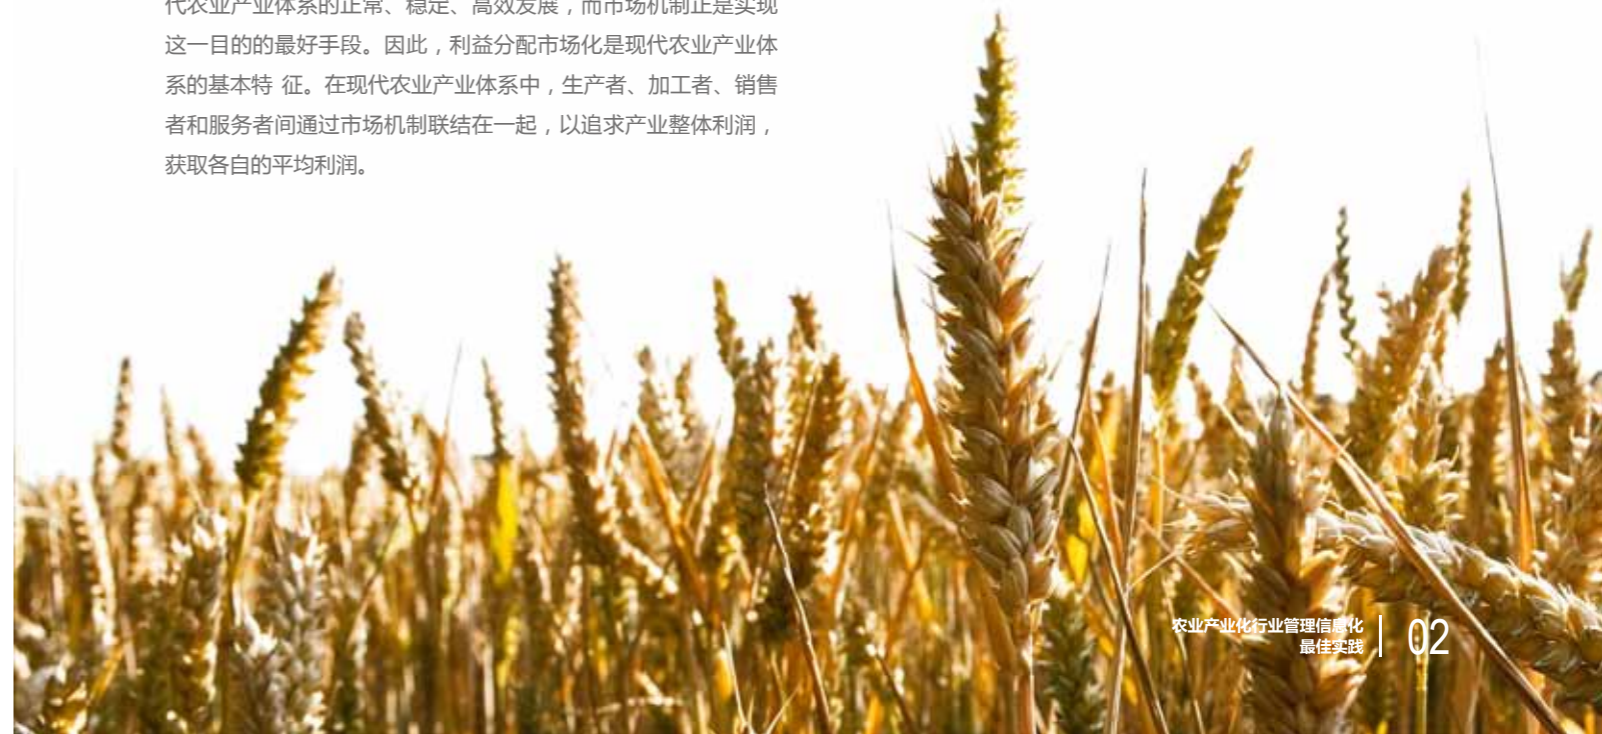 代农业产业体系的正常、稳定、高效发展，而市场机制正是实现
这一目的的最好手段。因此，利益分配市场化是现代农业产业体
系的基本特 征。在现代农业产业体系中，生产者、加工者、销售
者和服务者间通过市场机制联结在一起，以追求产业整体利润，
获取各自的平均利润。
农业产业化行业管理信息化
最佳实践
02